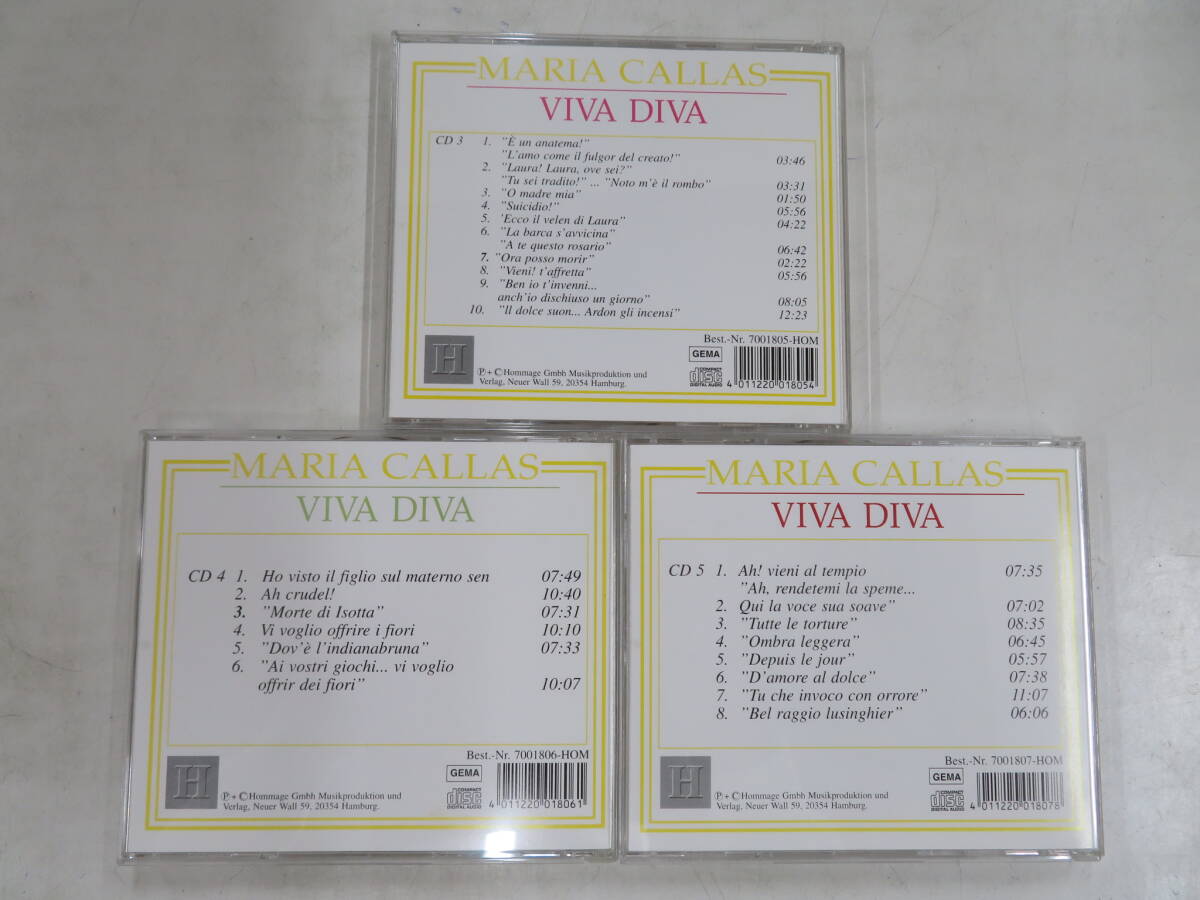 MARIA CALLAS
VIVA DIVA
CD 3 1. "È un anatema!"
"L'amo come il fulgor del creato!" 03:46
2. "Laura! Laura, ove sei?"
"Tu sei tradito!" ... "Noto m'è il rombo" 03:31
3. "O madre mia" 01:50
4. "Suicidio!" 05:56
5. 'Ecco il velen di Laura" 04:22
6. "La barca s'avvicina"
"A te questo rosario" 06:42
7. "Ora posso morir" 02:22
8. "Vieni! t'affretta" 05:56
9. "Ben io t'invenni...
anch'io dischiuso un giorno" 08:05
10. "ll dolce suon... Ardon gli incensi" 12:23
Best.-Nr. 7001805-HOM
GEMA
H
℗ + © Hommage Gmbh Musikproduktion und
Verlag, Neuer Wall 59, 20354 Hamburg.
COMPACT
disc
DIGITAL AUDIO
4 011220 018054
MARIA CALLAS
VIVA DIVA
CD 4 1. Ho visto il figlio sul materno sen 07:49
2. Ah crudel! 10:40
3. "Morte di Isotta" 07:31
4. Vi voglio offrire i fiori 10:10
5. "Dov'è l'indianabruna" 07:33
6. "Ai vostri giochi... vi voglio
offrir dei fiori" 10:07
Best.-Nr. 7001806-HOM
GEMA
H
℗ + © Hommage Gmbh Musikproduktion und
Verlag, Neuer Wall 59, 20354 Hamburg.
COMPACT
disc
DIGITAL AUDIO
4 011220 018061
MARIA CALLAS
VIVA DIVA
CD 5 1. Ah! vieni al tempio 07:35
"Ah, rendetemi la speme...
2. Qui la voce sua soave" 07:02
3. "Tutte le torture" 08:35
4. "Ombra leggera" 06:45
5. "Depuis le jour" 05:57
6. "D'amore al dolce" 07:38
7. "Tu che invoco con orrore" 11:07
8. "Bel raggio lusinghier" 06:06
Best.-Nr. 7001807-HOM
GEMA
H
℗ + © Hommage Gmbh Musikproduktion und
Verlag, Neuer Wall 59, 20354 Hamburg.
COMPACT
disc
DIGITAL AUDIO
4 011220 018078